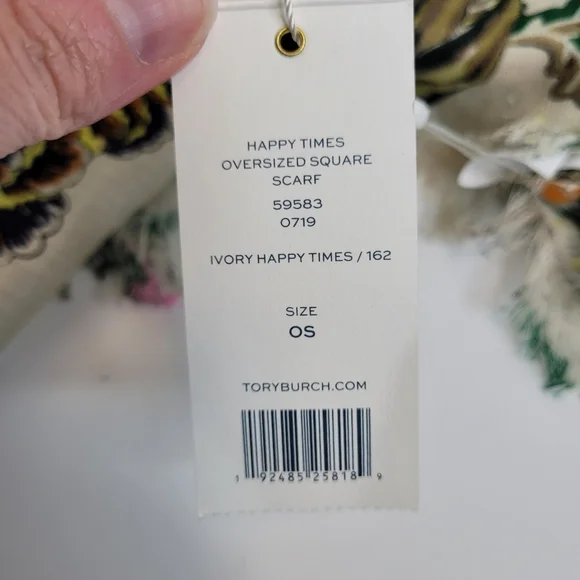 HAPPY TIMES
OVERSIZED SQUARE
SCARF
59583
0719
IVORY HAPPY TIMES / 162
SIZE
OS
TORYBURCH.COM
1 92485 25818 9